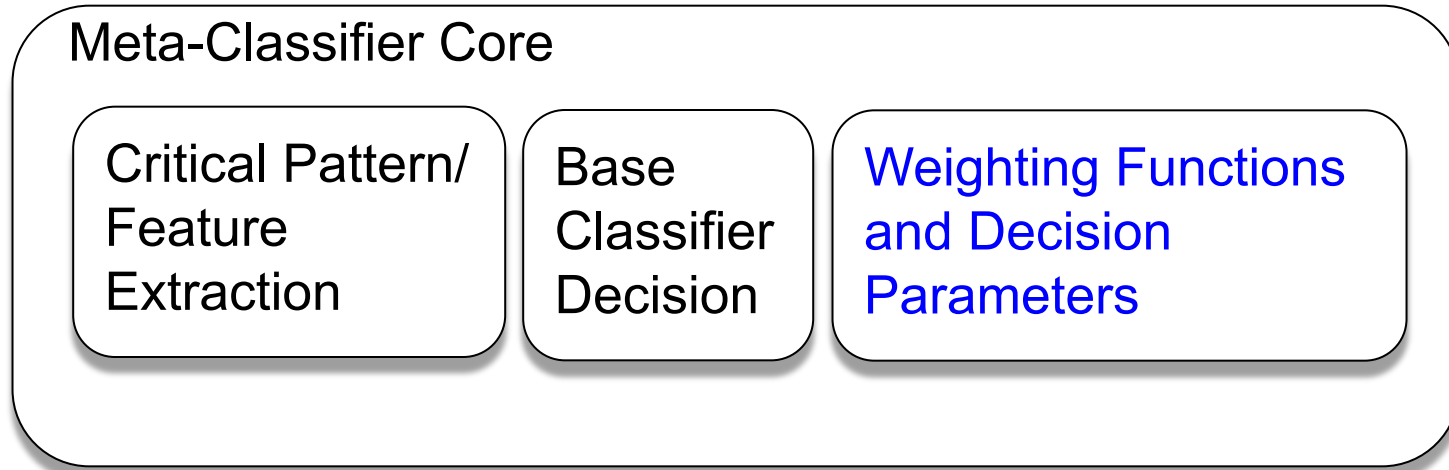 Meta-Classifier Core
Critical Pattern/
Feature
Extraction
Base
Classifier
Decision
Weighting Functions
and Decision
Parameters